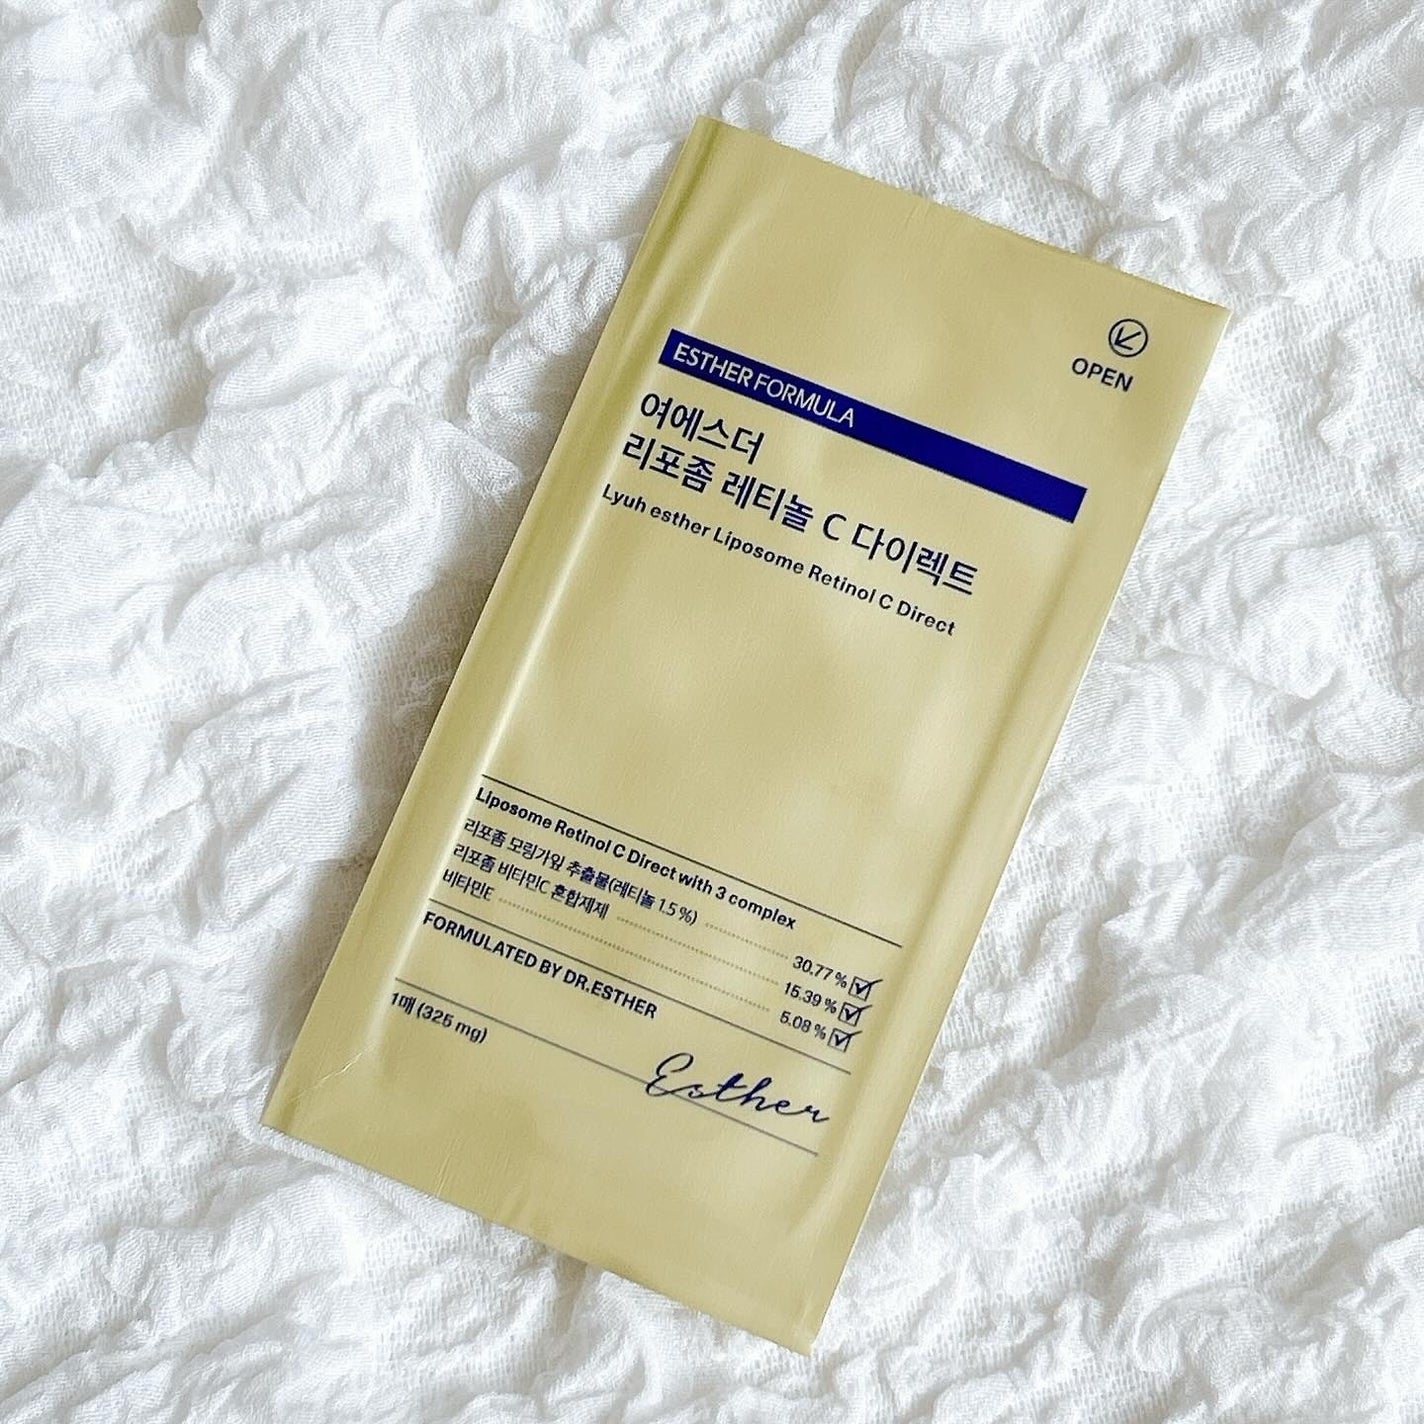 OPEN
ESTHER FORMULA
여에스더
리포좀 레티놀 C 다이렉트
Lyuh esther Liposome Retinol C Direct
Liposome Retinol C Direct with 3 complex
리포좀 모링가잎 추출물(레티놀 1.5 %) 30.77 %
리포좀 비타민C 혼합제제 15.39 %
비타민E 5.08 %
FORMULATED BY DR.ESTHER
1매 (325 mg)
Esther